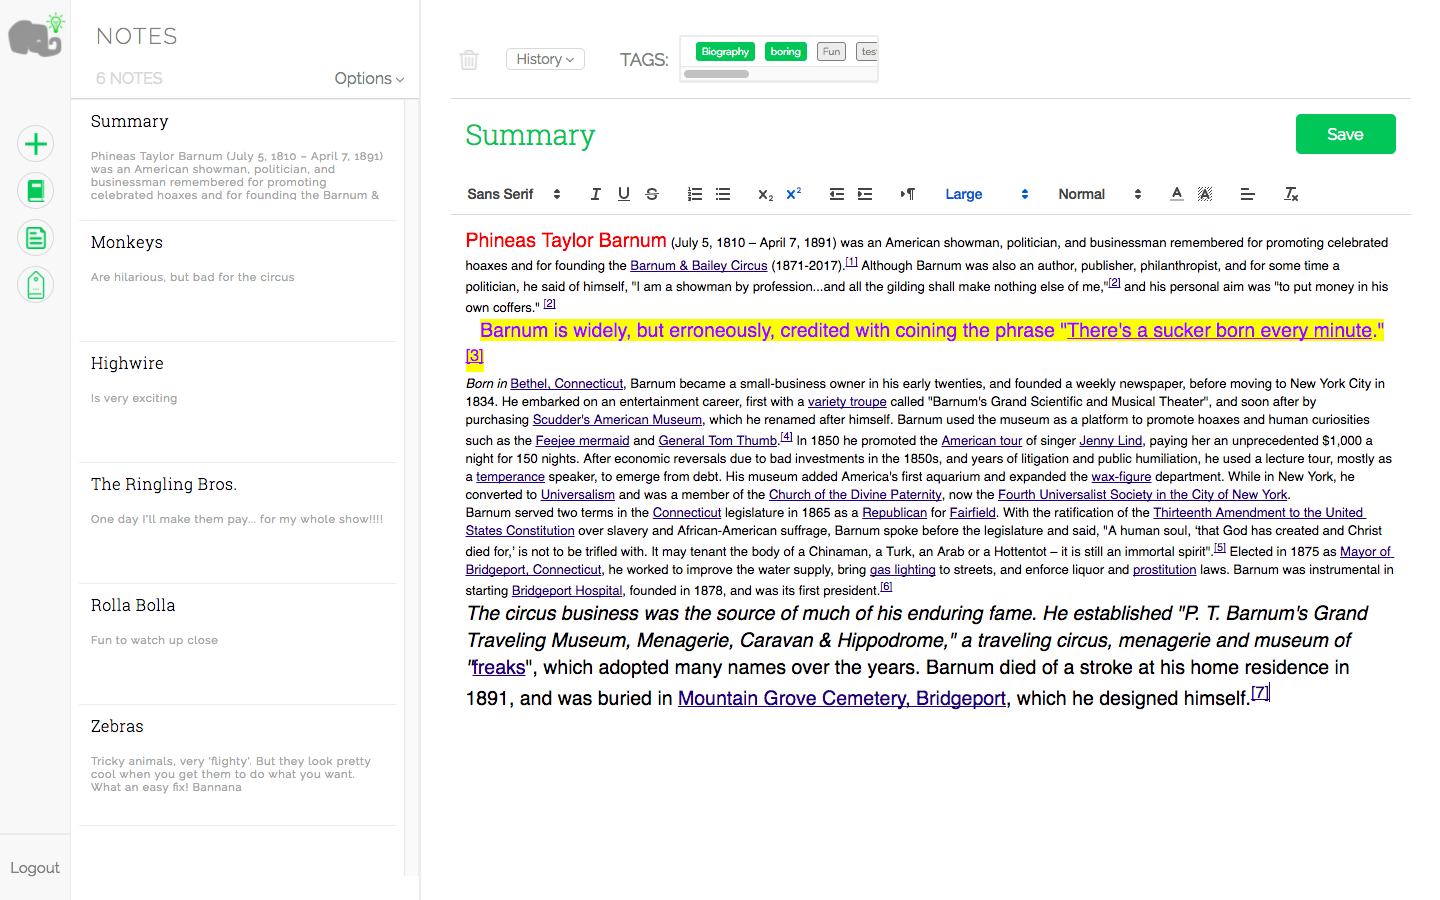 NOTES
6 NOTES
Options
Summary
Phineas Taylor Barnum (July 5, 1810 – April 7, 1891)
was an American showman, politician, and
businessman remembered for promoting
celebrated hoaxes and for founding the Barnum &
Monkeys
Are hilarious, but bad for the circus
Highwire
Is very exciting
The Ringling Bros.
One day I'll make them pay... for my whole show!!!!
Rolla Bolla
Fun to watch up close
Zebras
Tricky animals, very 'flighty'. But they look pretty
cool when you get them to do what you want.
What an easy fix! Bannana
Logout
History
TAGS:
Biography boring Fun tes
Summary
Save
Sans Serif I U S X2 X2 Large Normal A A Tx
Phineas Taylor Barnum (July 5, 1810 – April 7, 1891) was an American showman, politician, and businessman remembered for promoting celebrated
hoaxes and for founding the Barnum & Bailey Circus (1871-2017).[1] Although Barnum was also an author, publisher, philanthropist, and for some time a
politician, he said of himself, "I am a showman by profession...and all the gilding shall make nothing else of me,"[2] and his personal aim was "to put money in his
own coffers." [2]
Barnum is widely, but erroneously, credited with coining the phrase "There's a sucker born every minute."
[3]
Born in Bethel, Connecticut, Barnum became a small-business owner in his early twenties, and founded a weekly newspaper, before moving to New York City in
1834. He embarked on an entertainment career, first with a variety troupe called "Barnum's Grand Scientific and Musical Theater", and soon after by
purchasing Scudder's American Museum, which he renamed after himself. Barnum used the museum as a platform to promote hoaxes and human curiosities
such as the Feejee mermaid and General Tom Thumb.[4] In 1850 he promoted the American tour of singer Jenny Lind, paying her an unprecedented $1,000 a
night for 150 nights. After economic reversals due to bad investments in the 1850s, and years of litigation and public humiliation, he used a lecture tour, mostly as
a temperance speaker, to emerge from debt. His museum added America's first aquarium and expanded the wax-figure department. While in New York, he
converted to Universalism and was a member of the Church of the Divine Paternity, now the Fourth Universalist Society in the City of New York.
Barnum served two terms in the Connecticut legislature in 1865 as a Republican for Fairfield. With the ratification of the Thirteenth Amendment to the United
States Constitution over slavery and African-American suffrage, Barnum spoke before the legislature and said, "A human soul, ‘that God has created and Christ
died for,’ is not to be trifled with. It may tenant the body of a Chinaman, a Turk, an Arab or a Hottentot – it is still an immortal spirit".[5] Elected in 1875 as Mayor of
Bridgeport, Connecticut, he worked to improve the water supply, bring gas lighting to streets, and enforce liquor and prostitution laws. Barnum was instrumental in
starting Bridgeport Hospital, founded in 1878, and was its first president.[6]
The circus business was the source of much of his enduring fame. He established "P. T. Barnum's Grand
Traveling Museum, Menagerie, Caravan & Hippodrome," a traveling circus, menagerie and museum of
"freaks", which adopted many names over the years. Barnum died of a stroke at his home residence in
1891, and was buried in Mountain Grove Cemetery, Bridgeport, which he designed himself.[7]